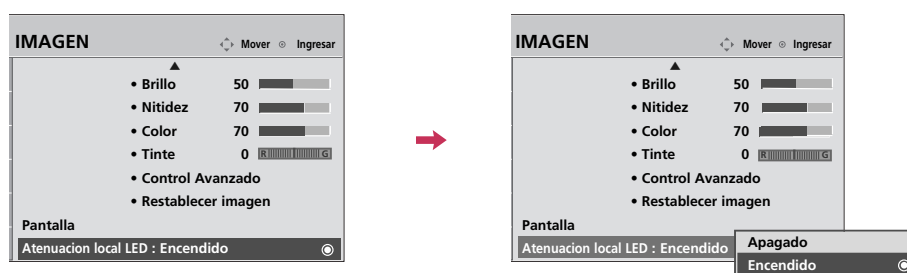 IMAGEN Mover Ingresar
• Brillo 50
• Nitidez 70
• Color 70
• Tinte 0 R G
• Control Avanzado
• Restablecer imagen
Pantalla
Atenuacion local LED : Encendido
IMAGEN Mover Ingresar
• Brillo 50
• Nitidez 70
• Color 70
• Tinte 0 R G
• Control Avanzado
• Restablecer imagen
Pantalla
Atenuacion local LED : Encendido
Apagado
Encendido